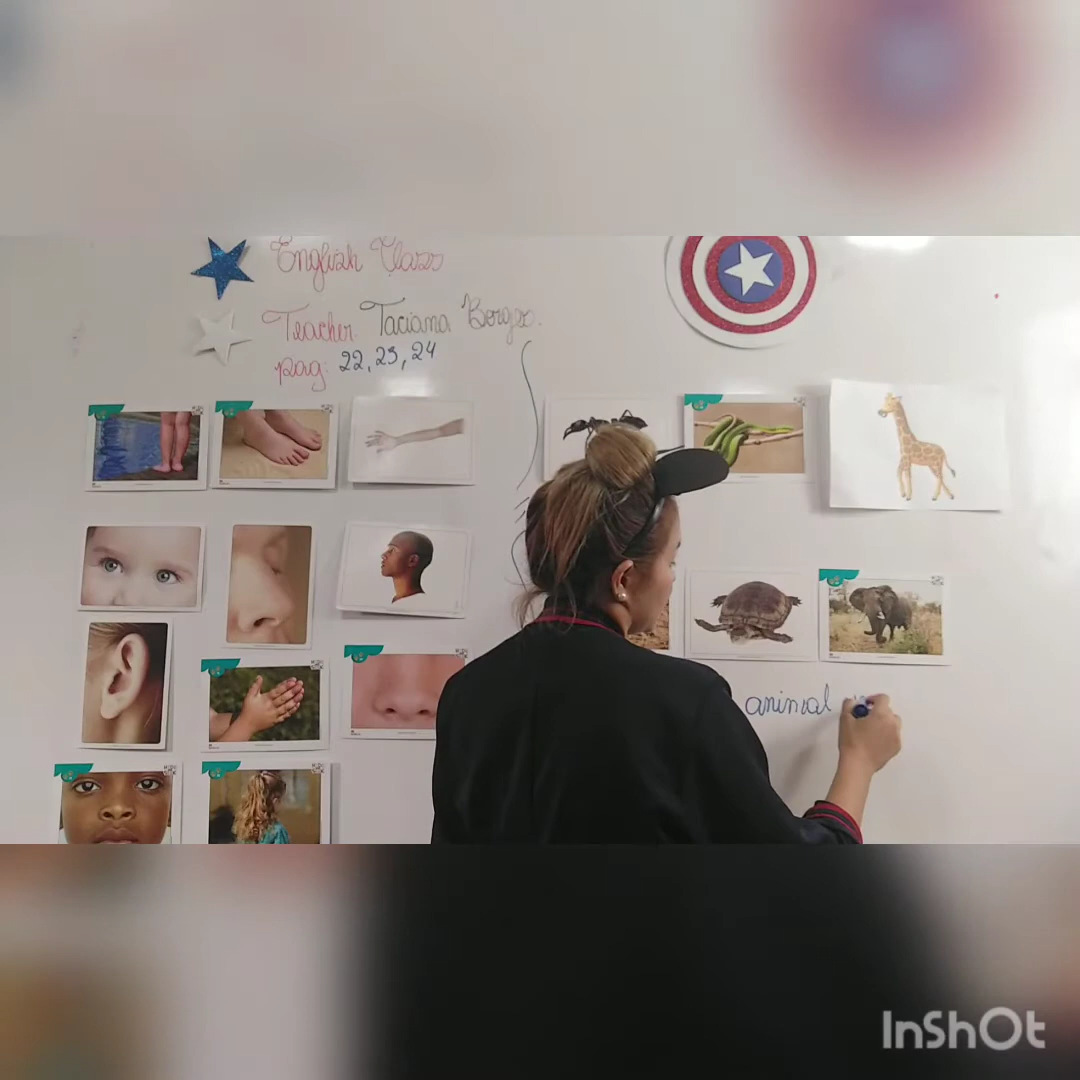 English Class
Teacher: Taciana Borges.
pag: 22, 23, 24
animal
InShOt